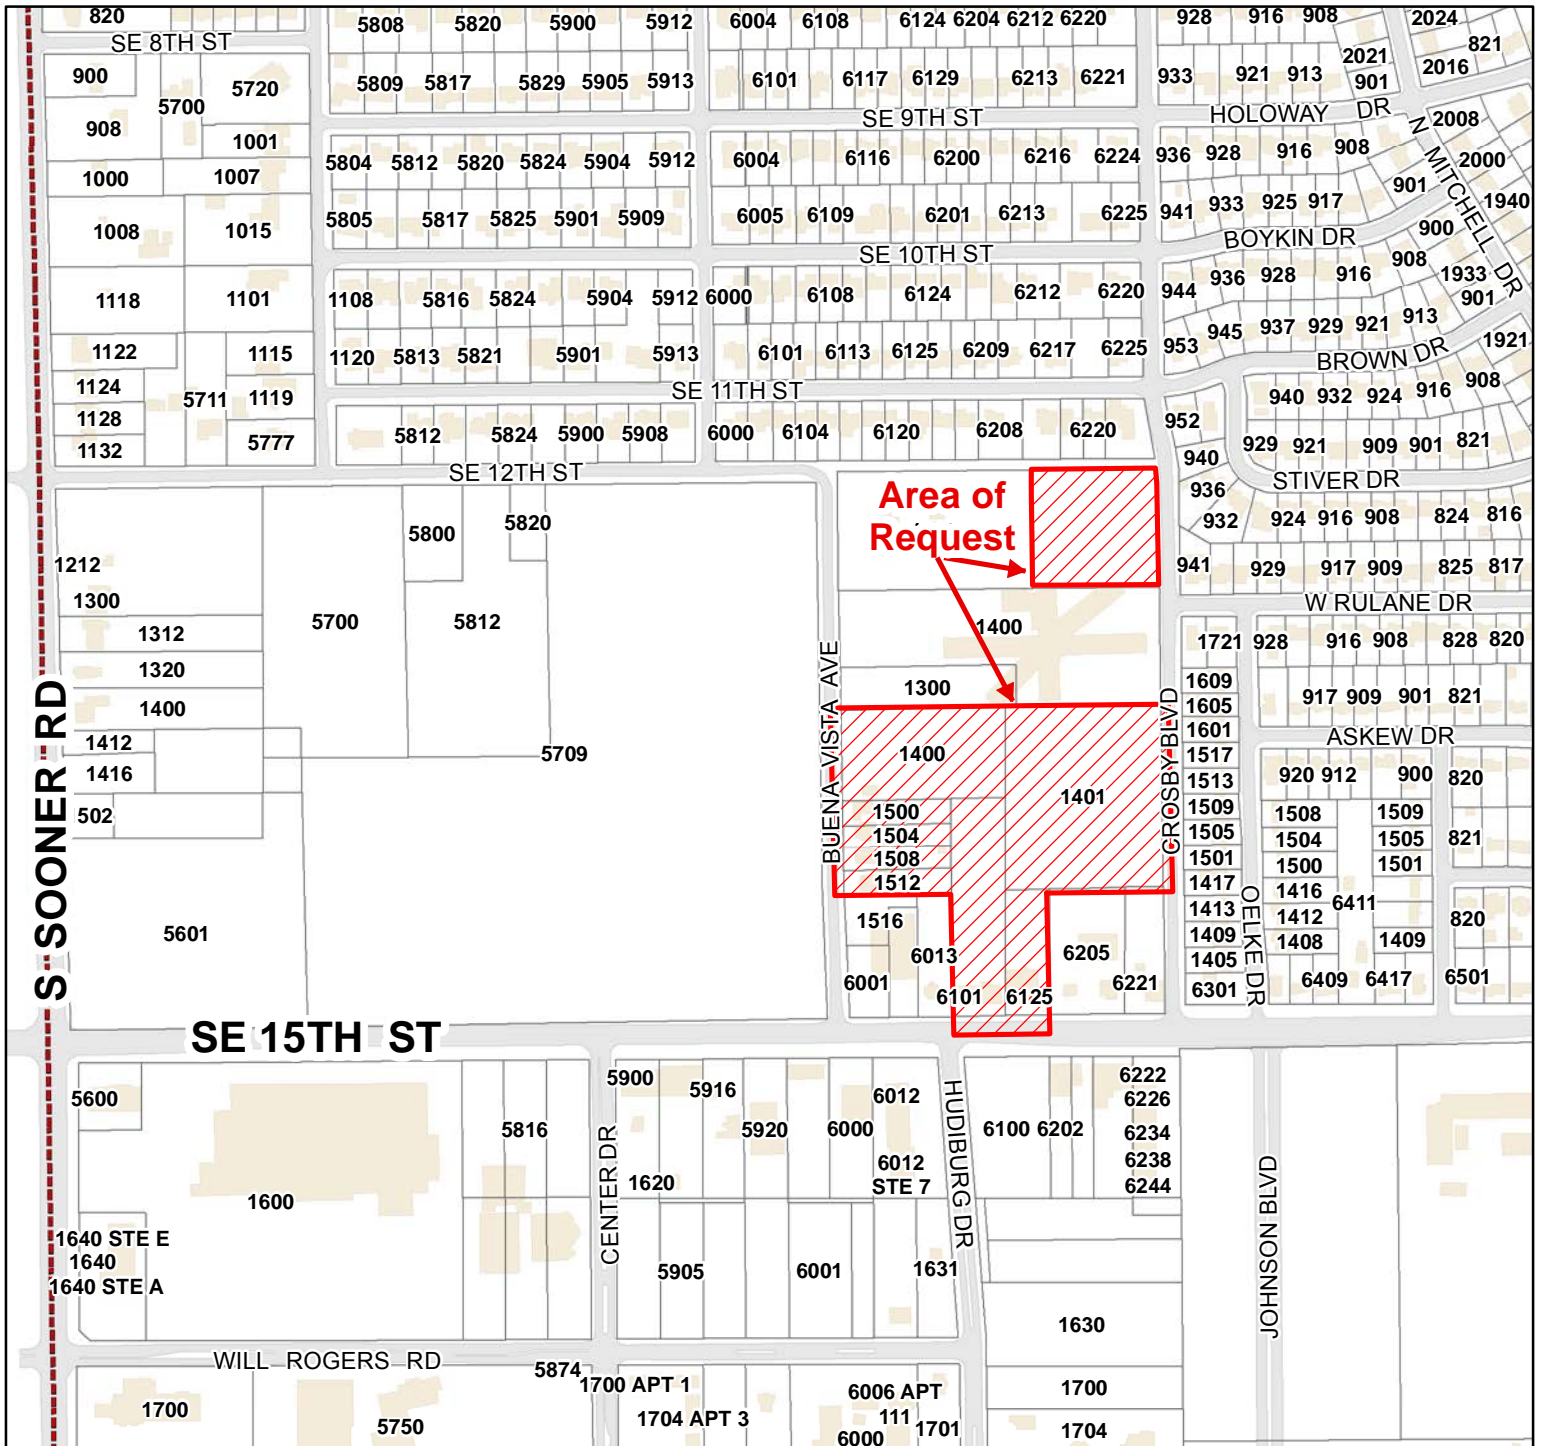 820 5808 5820 5900 5912 6004 6108 6124 6204 6212 6220 928 916 908 2024
SE 8TH ST
821
2021
2016
900 5720 5809 5817 5829 5905 5913 6101 6117 6129 6213 6221 933 921 913 901
5700
SE 9TH ST
HOLOWAY DR
2008
908
1001
N MITCHELL DR
5804 5812 5820 5824 5904 5912 6004 6116 6200 6216 6224 936 928 916 908
2000
1000 1007
901
1940
5805 5817 5825 5901 5909 6005 6109 6201 6213 6225 941 933 925 917
1008 1015
900
SE 10TH ST
BOYKIN DR
908
1933
901
1118 1101 1108 5816 5824 5904 5912 6000 6108 6124 6212 6220 944 936 928 916
913
1921
1122 1115 1120 5813 5821 5901 5913 6101 6113 6125 6209 6217 6225 953 945 937 929 921
BROWN DR
1124
5711 1119
SE 11TH ST
940 932 924 916 908
1128
1132
5777
5812 5824 5900 5908 6000 6104 6120 6208 6220 952
929 921 909 901 821
SE 12TH ST
940
STIVER DR
936
932 924 916 908 824 816
Area of
Request
5800 5820
1212
941 929 917 909 825 817
1300
W RULANE DR
1312 5700 5812
1400
1721 928 916 908 828 820
1320
1300
1609
917 909 901 821
1400
1605
BUENA VISTA AVE
CROSBY BLVD
1601
ASKEW DR
1412
5709
1400
1517
1416
1401
1513
920 912 900 820
502
1500
1509
1508 1509
1504
1505
1504 1505
821
1508
1501
1500 1501
1512
1417
1416
6411
S SOONER RD
5601
1516
1413
1412
820
6013 6205
1409
1408 1409
6001
1405
OELKE DR
6101 6125 6221 6301 6409 6417 6501
SE 15TH ST
5600
5900 5916 6012
6222
6226
HUDIBURG DR
5816 5920 6000 6100 6202 6234
6012
STE 7
6238
6244
CENTER DR
1620
1600
JOHNSON BLVD
1640 STE E
1640
1640 STE A
5905 6001 1631
1630
WILL ROGERS RD
5874
1700 APT 1
6006 APT
111
1700
1700 5750 1704 APT 3 6000 1701 1704